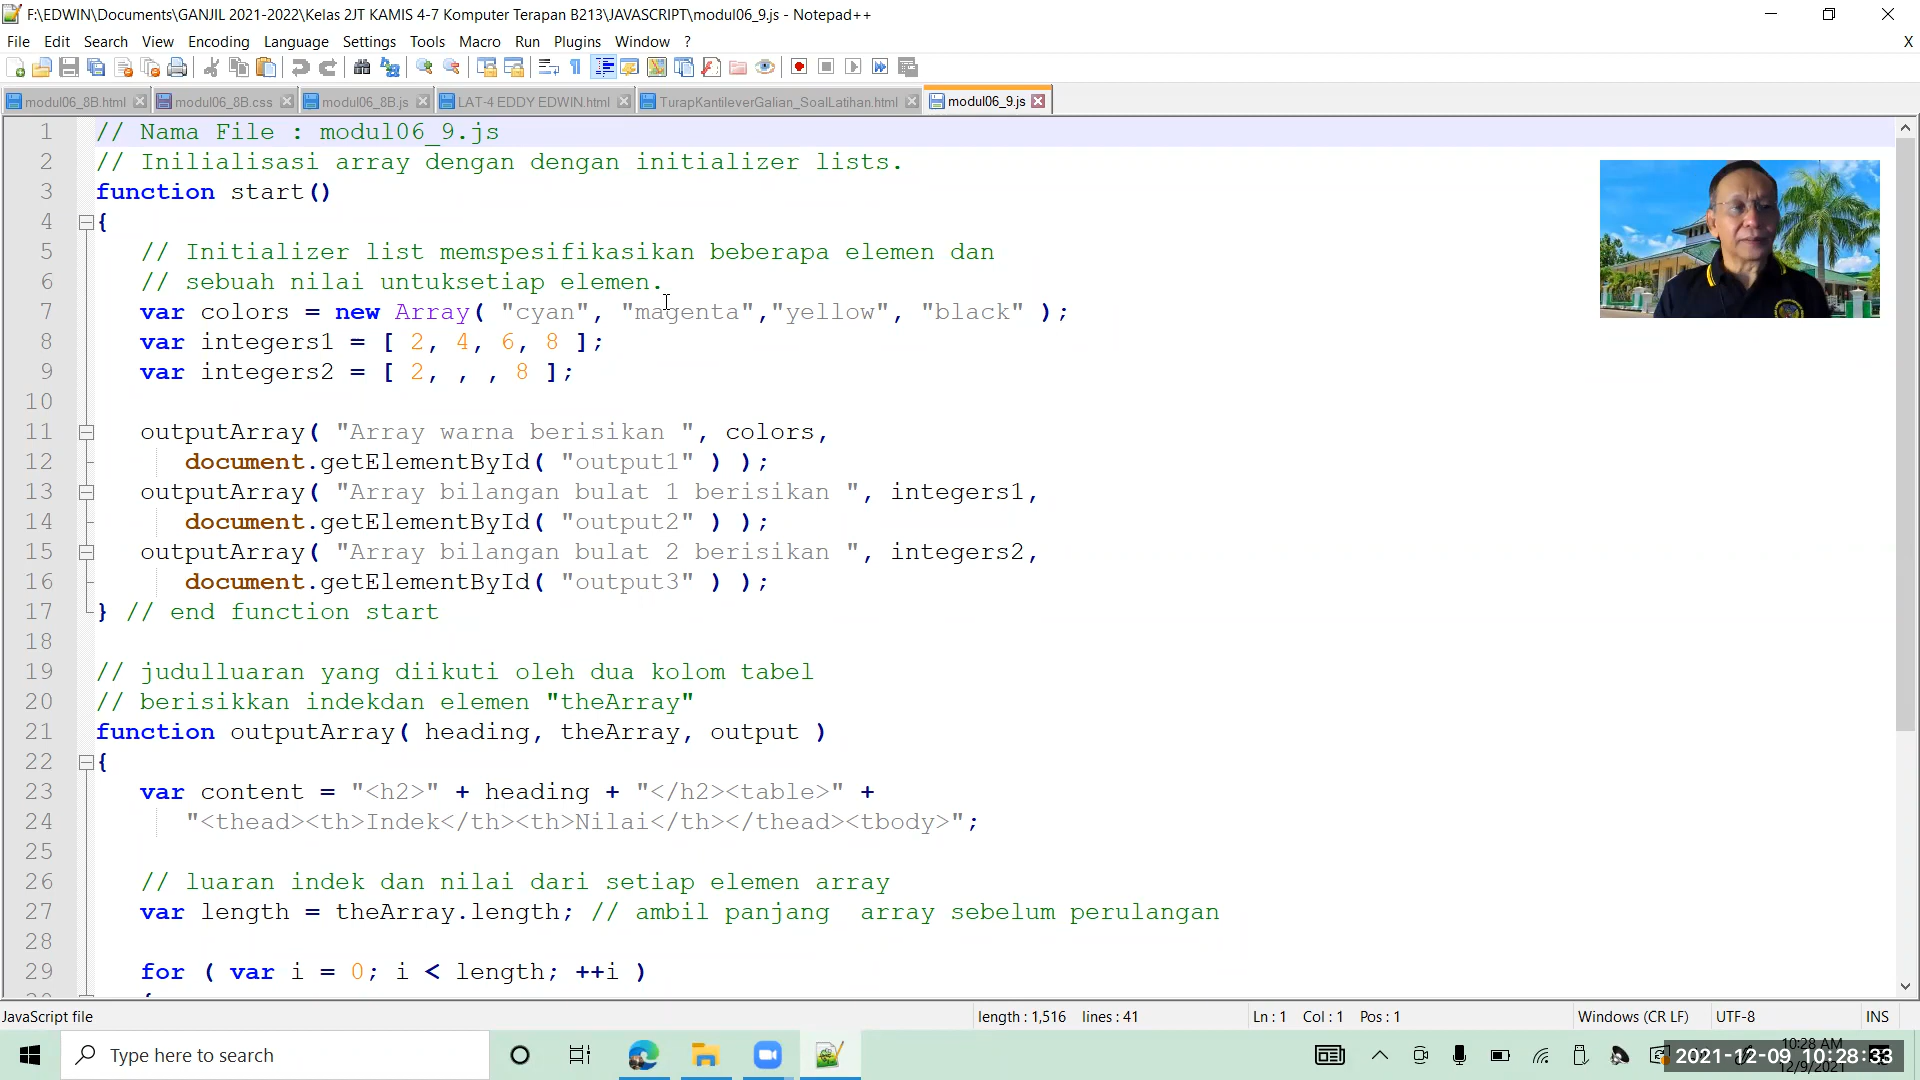 F:\EDWIN\Documents\GANJIL 2021-2022\Kelas 2JT KAMIS 4-7 Komputer Terapan B213\JAVASCRIPT\modul06_9.js - Notepad++
File Edit Search View Encoding Language Settings Tools Macro Run Plugins Window ? X
modul06_8B.html modul06_8B.css modul06_8B.js LAT-4 EDDY EDWIN.html TurapKantileverGalian_SoalLatihan.html modul06_9.js
1 // Nama File : modul06_9.js
2 // Inilialisasi array dengan dengan initializer lists.
3 function start()
4 {
5 // Initializer list memspesifikasikan beberapa elemen dan
6 // sebuah nilai untuksetiap elemen.
7 var colors = new Array( "cyan", "magenta","yellow", "black" );
8 var integers1 = [ 2, 4, 6, 8 ];
9 var integers2 = [ 2, , , 8 ];
10
11 outputArray( "Array warna berisikan ", colors,
12 document.getElementById( "output1" ) );
13 outputArray( "Array bilangan bulat 1 berisikan ", integers1,
14 document.getElementById( "output2" ) );
15 outputArray( "Array bilangan bulat 2 berisikan ", integers2,
16 document.getElementById( "output3" ) );
17 } // end function start
18
19 // judulluaran yang diikuti oleh dua kolom tabel
20 // berisikkan indekdan elemen "theArray"
21 function outputArray( heading, theArray, output )
22 {
23 var content = "<h2>" + heading + "</h2><table>" +
24 "<thead><th>Indek</th><th>Nilai</th></thead><tbody>";
25
26 // luaran indek dan nilai dari setiap elemen array
27 var length = theArray.length; // ambil panjang  array sebelum perulangan
28
29 for ( var i = 0; i < length; ++i )
JavaScript file length : 1,516 lines : 41 Ln : 1 Col : 1 Pos : 1 Windows (CR LF) UTF-8 INS
Type here to search
10:28 AM
2021-12-09 10:28:33
12/9/2021